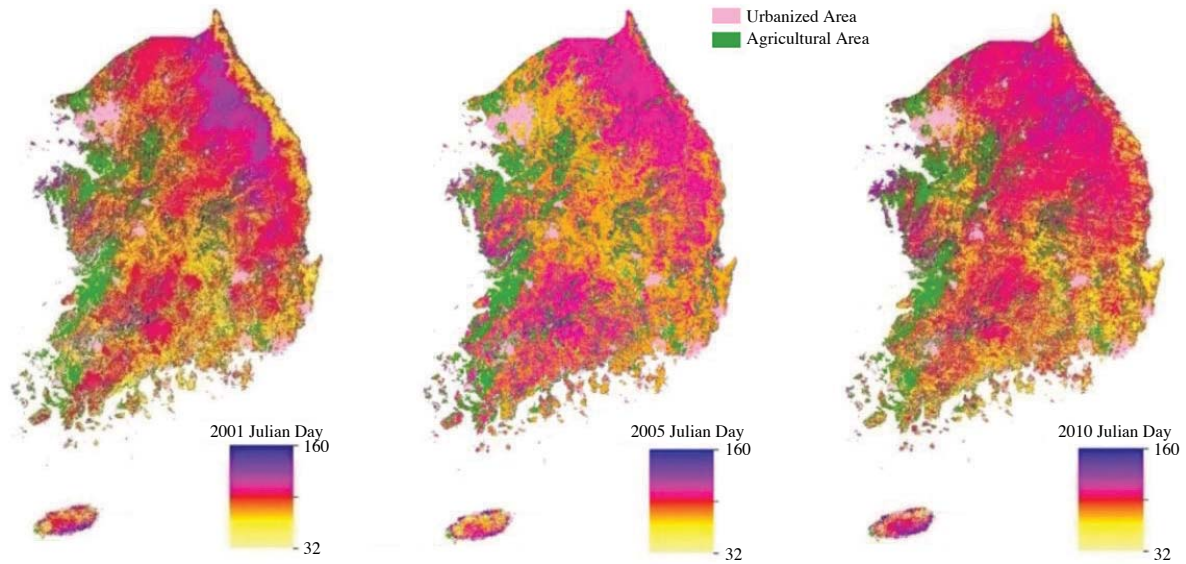 Urbanized Area
Agricultural Area
2001 Julian Day
160
32
2005 Julian Day
160
32
2010 Julian Day
160
32